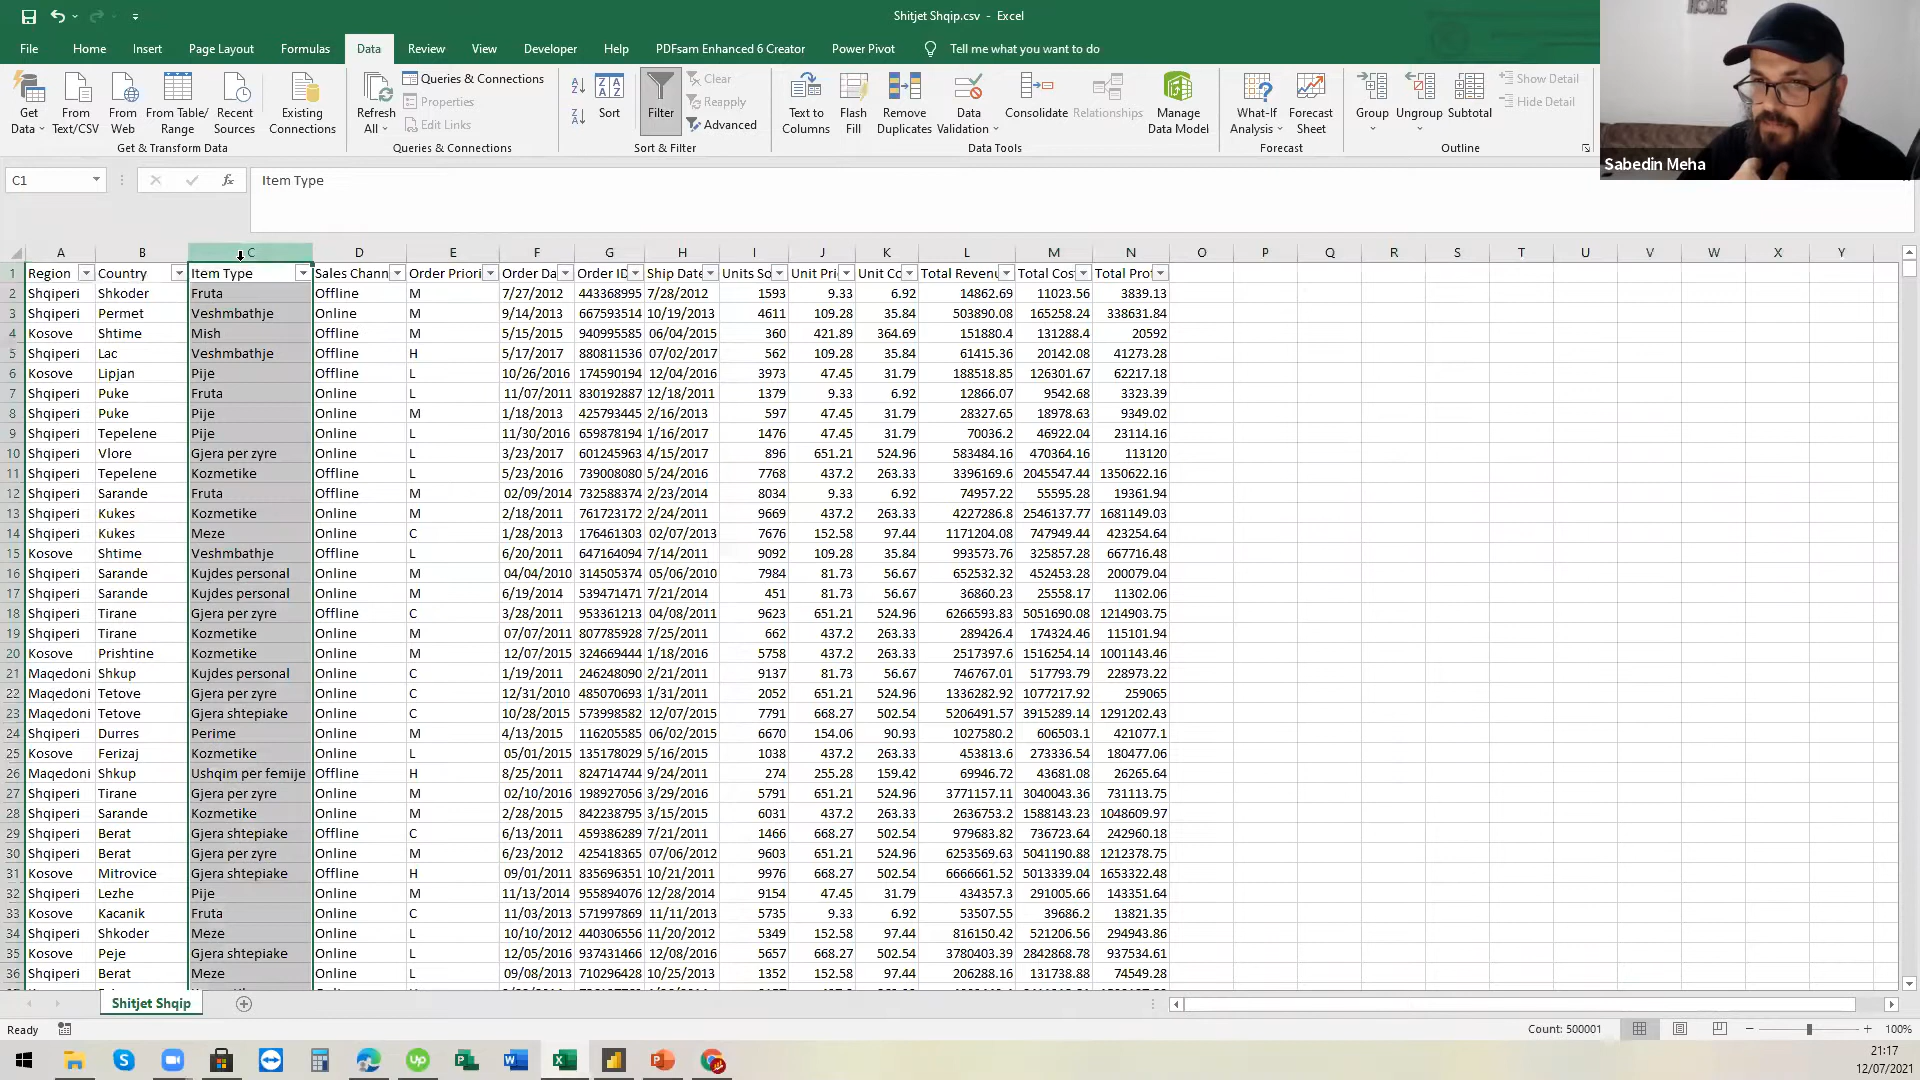 Shitjet Shqip.csv - Excel
File Home Insert Page Layout Formulas Data Review View Developer Help PDFsam Enhanced 6 Creator Power Pivot Tell me what you want to do
Get Data From Text/CSV From Web From Table/Range Recent Sources Existing Connections Refresh All Queries & Connections Properties Edit Links Sort Filter Clear Reapply Advanced Text to Columns Flash Fill Remove Duplicates Data Validation Consolidate Relationships Manage Data Model What-If Analysis Forecast Sheet Group Ungroup Subtotal Show Detail Hide Detail
Get & Transform Data Queries & Connections Sort & Filter Data Tools Forecast Outline
HOME
Sabedin Meha
C1 fx Item Type
A B C D E F G H I J K L M N O P Q R S T U V W X Y
1 Region Country Item Type Sales Chann Order Priori Order Da Order ID Ship Date Units So Unit Pri Unit Co Total Revenu Total Cos Total Prof
2 Shqiperi Shkoder Fruta Offline M 7/27/2012 443368995 7/28/2012 1593 9.33 6.92 14862.69 11023.56 3839.13
3 Shqiperi Permet Veshmbathje Online M 9/14/2013 667593514 10/19/2013 4611 109.28 35.84 503890.08 165258.24 338631.84
4 Kosove Shtime Mish Offline M 5/15/2015 940995585 06/04/2015 360 421.89 364.69 151880.4 131288.4 20592
5 Shqiperi Lac Veshmbathje Offline H 5/17/2017 880811536 07/02/2017 562 109.28 35.84 61415.36 20142.08 41273.28
6 Kosove Lipjan Pije Offline L 10/26/2016 174590194 12/04/2016 3973 47.45 31.79 188518.85 126301.67 62217.18
7 Shqiperi Puke Fruta Online L 11/07/2011 830192887 12/18/2011 1379 9.33 6.92 12866.07 9542.68 3323.39
8 Shqiperi Puke Pije Online M 1/18/2013 425793445 2/16/2013 597 47.45 31.79 28327.65 18978.63 9349.02
9 Shqiperi Tepelene Pije Online L 11/30/2016 659878194 1/16/2017 1476 47.45 31.79 70036.2 46922.04 23114.16
10 Shqiperi Vlore Gjera per zyre Online L 3/23/2017 601245963 4/15/2017 896 651.21 524.96 583484.16 470364.16 113120
11 Shqiperi Tepelene Kozmetike Offline L 5/23/2016 739008080 5/24/2016 7768 437.2 263.33 3396169.6 2045547.44 1350622.16
12 Shqiperi Sarande Fruta Offline M 02/09/2014 732588374 2/23/2014 8034 9.33 6.92 74957.22 55595.28 19361.94
13 Shqiperi Kukes Kozmetike Online M 2/18/2011 761723172 2/24/2011 9669 437.2 263.33 4227286.8 2546137.77 1681149.03
14 Shqiperi Kukes Meze Online C 1/28/2013 176461303 02/07/2013 7676 152.58 97.44 1171204.08 747949.44 423254.64
15 Kosove Shtime Veshmbathje Offline L 6/20/2011 647164094 7/14/2011 9092 109.28 35.84 993573.76 325857.28 667716.48
16 Shqiperi Sarande Kujdes personal Online M 04/04/2010 314505374 05/06/2010 7984 81.73 56.67 652532.32 452453.28 200079.04
17 Shqiperi Sarande Kujdes personal Online M 6/19/2014 539471471 7/21/2014 451 81.73 56.67 36860.23 25558.17 11302.06
18 Shqiperi Tirane Gjera per zyre Offline C 3/28/2011 953361213 04/08/2011 9623 651.21 524.96 6266593.83 5051690.08 1214903.75
19 Shqiperi Tirane Kozmetike Online M 07/07/2011 807785928 7/25/2011 662 437.2 263.33 289426.4 174324.46 115101.94
20 Kosove Prishtine Kozmetike Online M 12/07/2015 324669444 1/18/2016 5758 437.2 263.33 2517397.6 1516254.14 1001143.46
21 Maqedoni Shkup Kujdes personal Online C 1/19/2011 246248090 2/21/2011 9137 81.73 56.67 746767.01 517793.79 228973.22
22 Maqedoni Tetove Gjera per zyre Online C 12/31/2010 485070693 1/31/2011 2052 651.21 524.96 1336282.92 1077217.92 259065
23 Maqedoni Tetove Gjera shtepiake Online C 10/28/2015 573998582 12/07/2015 7791 668.27 502.54 5206491.57 3915289.14 1291202.43
24 Shqiperi Durres Perime Online M 4/13/2015 116205585 06/02/2015 6670 154.06 90.93 1027580.2 606503.1 421077.1
25 Kosove Ferizaj Kozmetike Online L 05/01/2015 135178029 5/16/2015 1038 437.2 263.33 453813.6 273336.54 180477.06
26 Maqedoni Shkup Ushqim per femije Offline H 8/25/2011 824714744 9/24/2011 274 255.28 159.42 69946.72 43681.08 26265.64
27 Shqiperi Tirane Gjera per zyre Online M 02/10/2016 198927056 3/29/2016 5791 651.21 524.96 3771157.11 3040043.36 731113.75
28 Shqiperi Sarande Kozmetike Online M 2/28/2015 842238795 3/15/2015 6031 437.2 263.33 2636753.2 1588143.23 1048609.97
29 Shqiperi Berat Gjera shtepiake Offline C 6/13/2011 459386289 7/21/2011 1466 668.27 502.54 979683.82 736723.64 242960.18
30 Shqiperi Berat Gjera per zyre Online M 6/23/2012 425418365 07/06/2012 9603 651.21 524.96 6253569.63 5041190.88 1212378.75
31 Kosove Mitrovice Gjera shtepiake Offline H 09/01/2011 835696351 10/21/2011 9976 668.27 502.54 6666661.52 5013339.04 1653322.48
32 Shqiperi Lezhe Pije Online M 11/13/2014 955894076 12/28/2014 9154 47.45 31.79 434357.3 291005.66 143351.64
33 Kosove Kacanik Fruta Online C 11/03/2013 571997869 11/11/2013 5735 9.33 6.92 53507.55 39686.2 13821.35
34 Shqiperi Shkoder Meze Online L 10/10/2012 440306556 11/20/2012 5349 152.58 97.44 816150.42 521206.56 294943.86
35 Kosove Peje Gjera shtepiake Online L 12/05/2016 937431466 12/08/2016 5657 668.27 502.54 3780403.39 2842868.78 937534.61
36 Shqiperi Berat Meze Online L 09/08/2013 710296428 10/25/2013 1352 152.58 97.44 206288.16 131738.88 74549.28
Shitjet Shqip
Ready Count: 500001 100%
21:17
12/07/2021